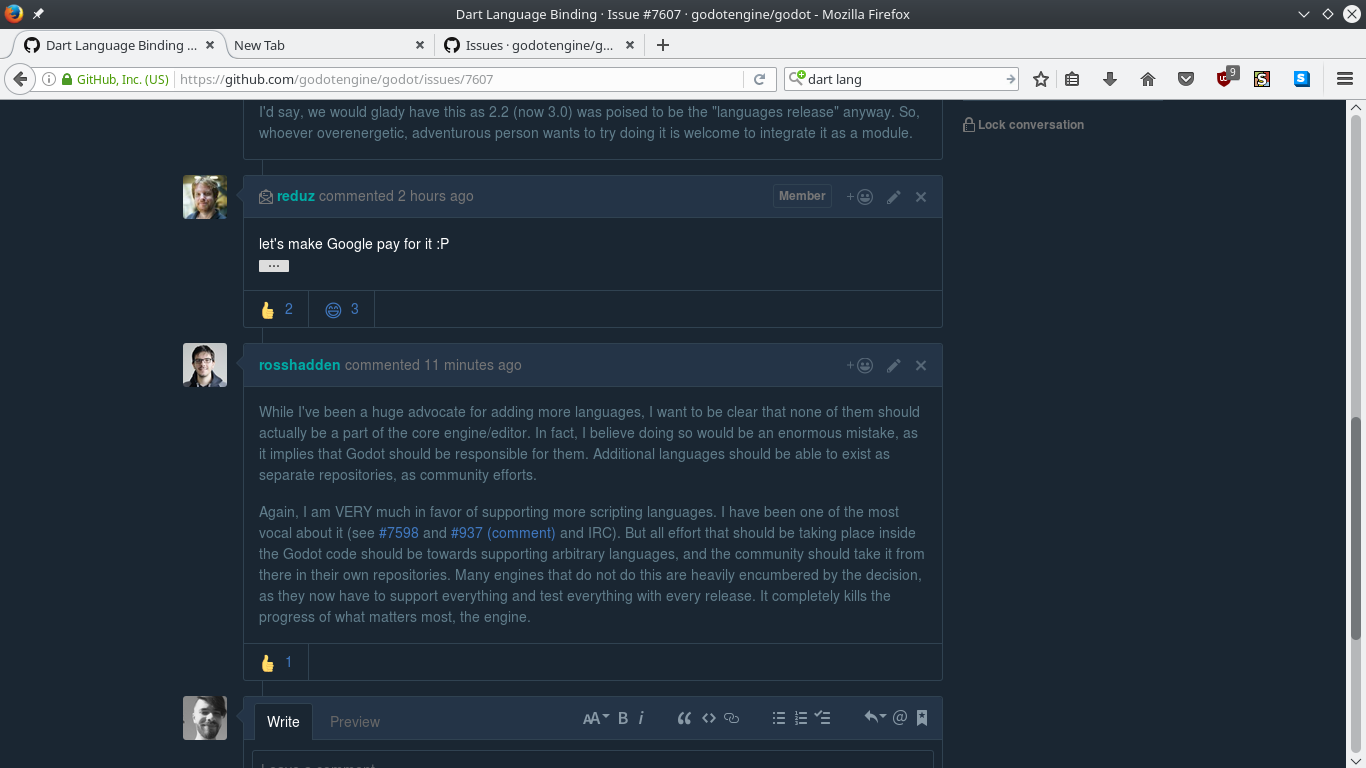 Dart Language Binding · Issue #7607 · godotengine/godot - Mozilla Firefox
Dart Language Binding ...
New Tab
Issues · godotengine/g...
GitHub, Inc. (US)
https://github.com/godotengine/godot/issues/7607
dart lang
9
I'd say, we would glady have this as 2.2 (now 3.0) was poised to be the "languages release" anyway. So,
whoever overenergetic, adventurous person wants to try doing it is welcome to integrate it as a module.
Lock conversation
reduz commented 2 hours ago
Member
let's make Google pay for it :P
...
👍 2 😄 3
rosshadden commented 11 minutes ago
While I've been a huge advocate for adding more languages, I want to be clear that none of them should
actually be a part of the core engine/editor. In fact, I believe doing so would be an enormous mistake, as
it implies that Godot should be responsible for them. Additional languages should be able to exist as
separate repositories, as community efforts.
Again, I am VERY much in favor of supporting more scripting languages. I have been one of the most
vocal about it (see #7598 and #937 (comment) and IRC). But all effort that should be taking place inside
the Godot code should be towards supporting arbitrary languages, and the community should take it from
there in their own repositories. Many engines that do not do this are heavily encumbered by the decision,
as they now have to support everything and test everything with every release. It completely kills the
progress of what matters most, the engine.
👍 1
Write
Preview
AA B i
Leave a comment